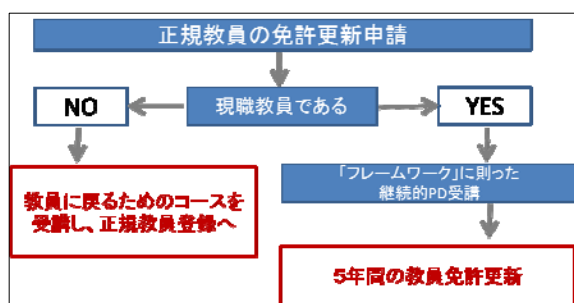 正規教員の免許更新申請
NO
現職教員である
YES
「フレームワーク」に則った
継続的PD受講
教員に戻るためのコースを
受講し、正規教員登録へ
5年間の教員免許更新